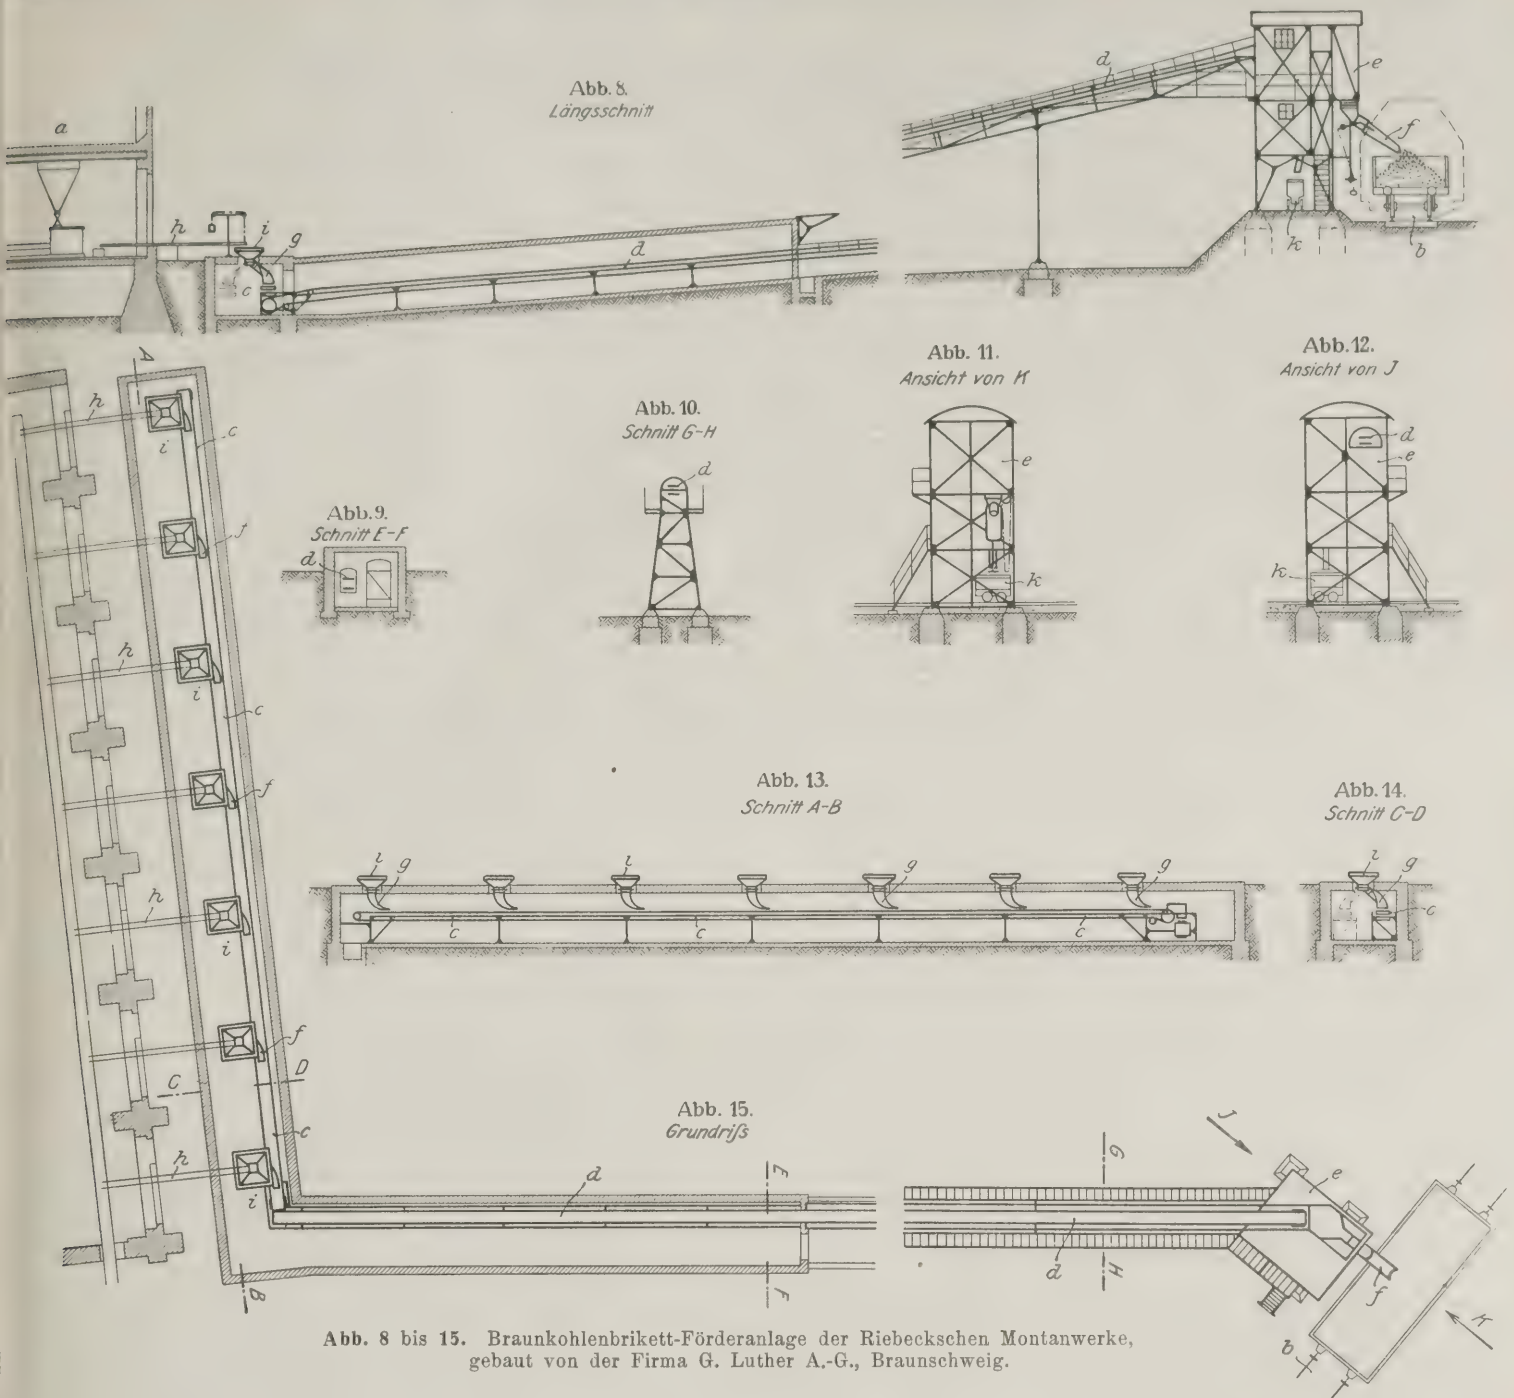 Abb. 8.
Längsschnitt
a
h
i
g
c
d
d
e
f
k
b
Abb. 9.
Schnitt E-F
d
Abb. 10.
Schnitt G-H
d
Abb. 11.
Ansicht von K
e
k
Abb. 12.
Ansicht von J
d
e
k
Abb. 13.
Schnitt A-B
i
g
i
g
g
c
c
c
Abb. 14.
Schnitt C-D
i
g
c
Abb. 15.
Grundriſs
A
h
i
c
f
h
i
c
f
h
i
f
C
D
c
h
i
B
d
E
F
G
H
d
J
e
f
K
b
Abb. 8 bis 15. Braunkohlenbrikett-Förderanlage der Riebeckschen Montanwerke,
gebaut von der Firma G. Luther A.-G., Braunschweig.